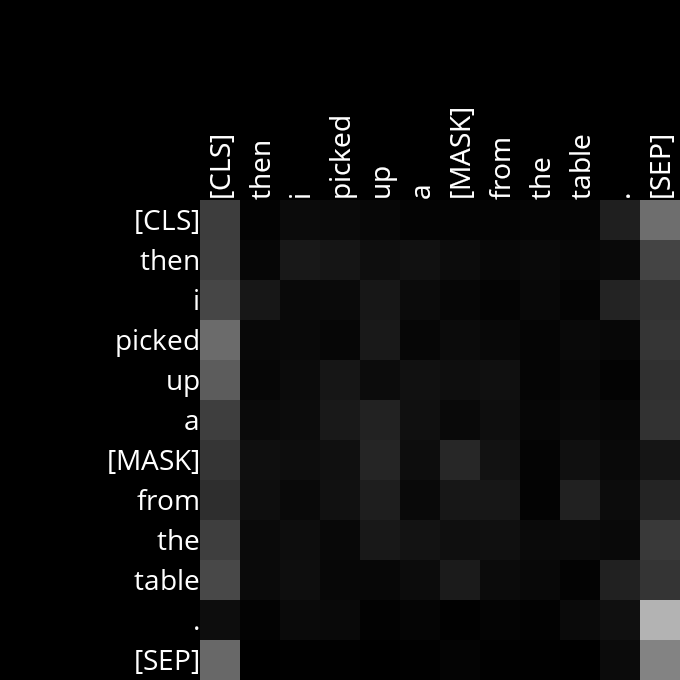 [CLS] then i picked up a [MASK] from the table . [SEP]
[CLS]
then
i
picked
up
a
[MASK]
from
the
table
.
[SEP]